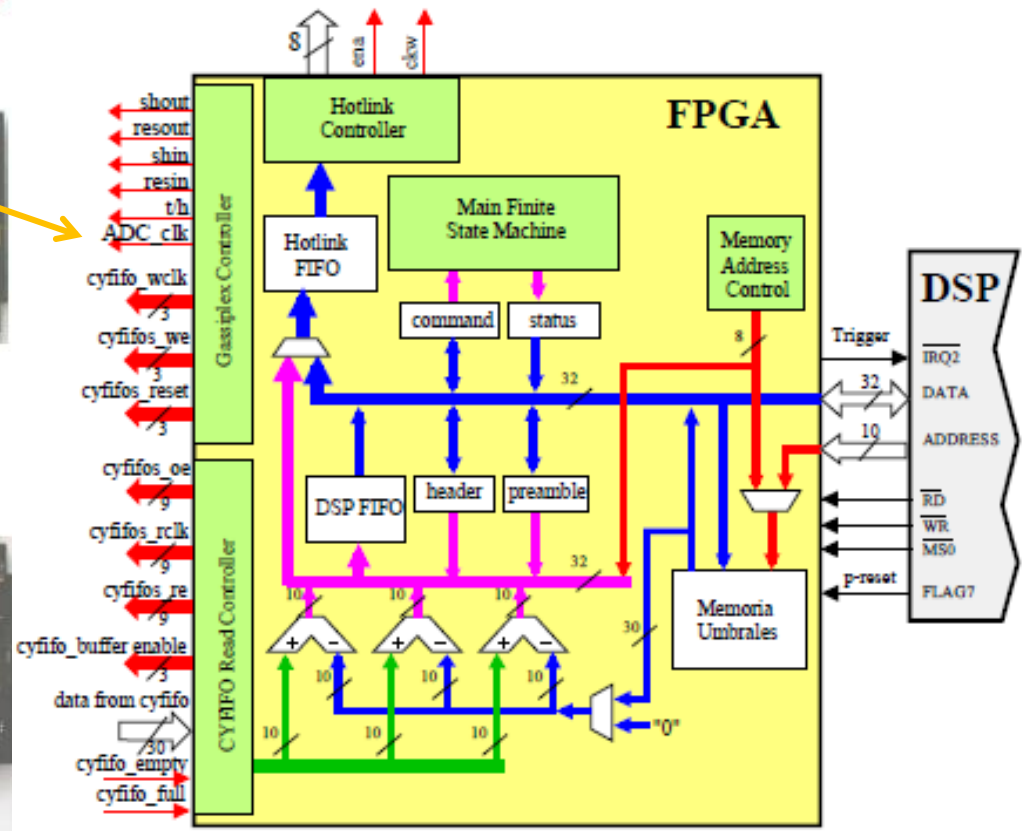 8
ena
ckw
FPGA
Hotlink
Controller
shout
resout
shin
resin
t/h
ADC_clk
cyfifo_wclk
3
cyfifos_we
3
cyfifos_reset
3
Gassiplex Controller
Main Finite
State Machine
Hotlink
FIFO
Memory
Address
Control
command
status
8
32
DSP
Trigger
IRQ2
32
DATA
10
ADDRESS
RD
WR
MS0
p-reset
FLAG7
cyfifos_oe
9
cyfifos_rclk
9
cyfifos_re
9
cyfifo_buffer enable
3
data from cyfifo
30
cyfifo_empty
cyfifo_full
CYFIFO Read Controller
DSP FIFO
header
preamble
32
10
10
10
+ −
+ −
+ −
30
Memoria
Umbrales
10
10
10
"0"
10
10
10